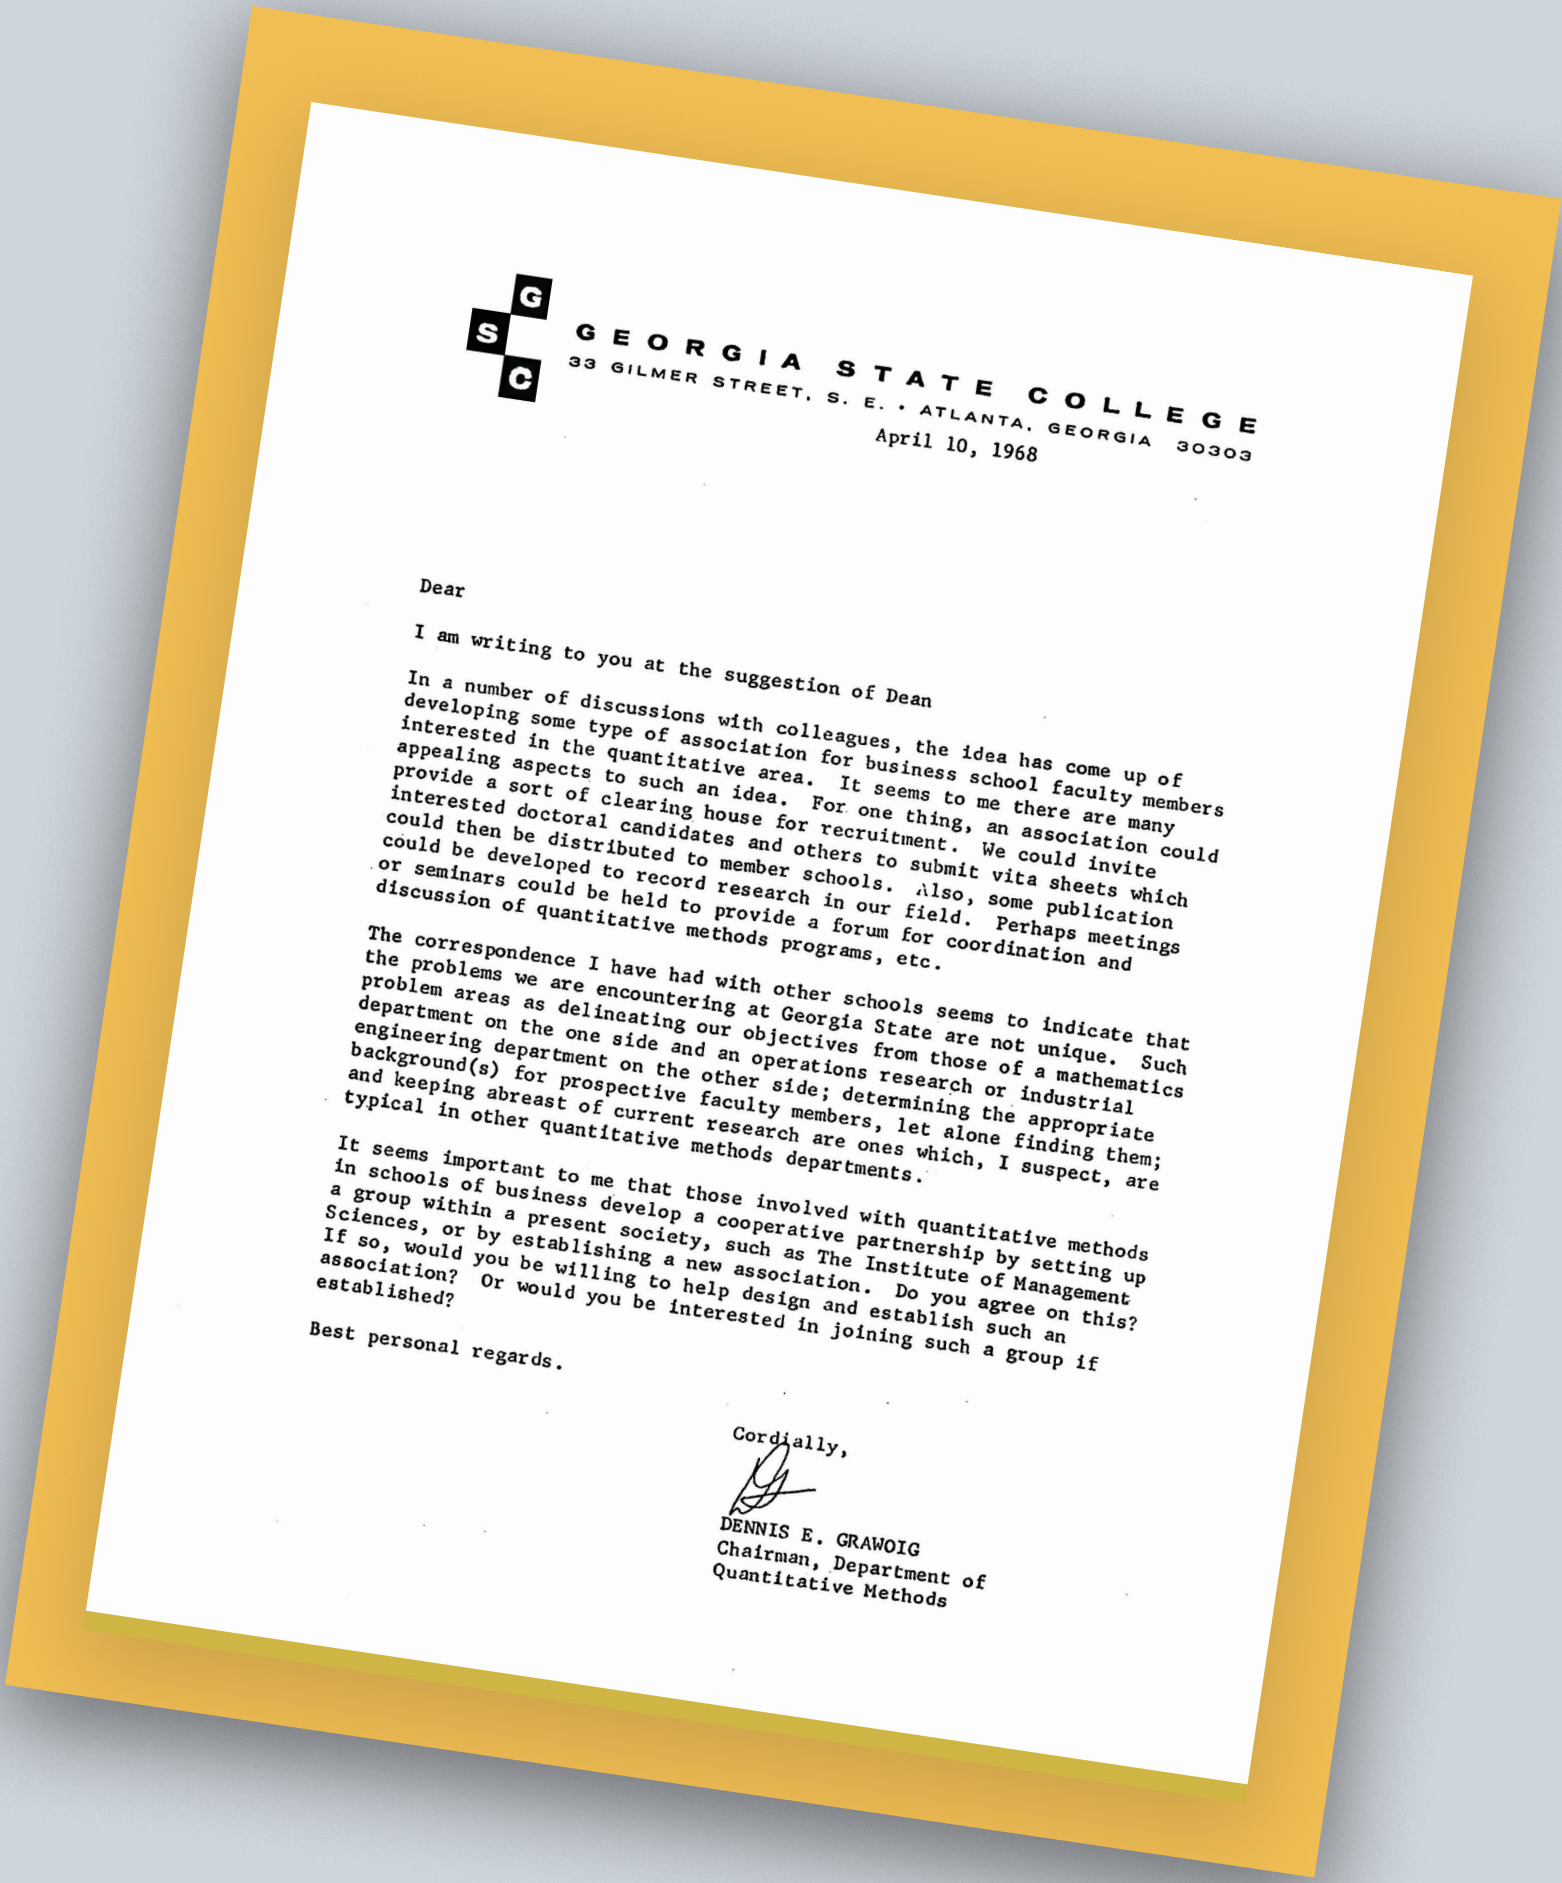 G
S
C
GEORGIA STATE COLLEGE
33 GILMER STREET, S. E. • ATLANTA, GEORGIA 30303
April 10, 1968
Dear
I am writing to you at the suggestion of Dean
In a number of discussions with colleagues, the idea has come up of
developing some type of association for business school faculty members
interested in the quantitative area. It seems to me there are many
appealing aspects to such an idea. For one thing, an association could
provide a sort of clearing house for recruitment. We could invite
interested doctoral candidates and others to submit vita sheets which
could then be distributed to member schools. Also, some publication
could be developed to record research in our field. Perhaps meetings
or seminars could be held to provide a forum for coordination and
discussion of quantitative methods programs, etc.
The correspondence I have had with other schools seems to indicate that
the problems we are encountering at Georgia State are not unique. Such
problem areas as delineating our objectives from those of a mathematics
department on the one side and an operations research or industrial
engineering department on the other side; determining the appropriate
background(s) for prospective faculty members, let alone finding them;
and keeping abreast of current research are ones which, I suspect, are
typical in other quantitative methods departments.
It seems important to me that those involved with quantitative methods
in schools of business develop a cooperative partnership by setting up
a group within a present society, such as The Institute of Management
Sciences, or by establishing a new association. Do you agree on this?
If so, would you be willing to help design and establish such an
association? Or would you be interested in joining such a group if
established?
Best personal regards.
Cordially,
DENNIS E. GRAWOIG
Chairman, Department of
Quantitative Methods